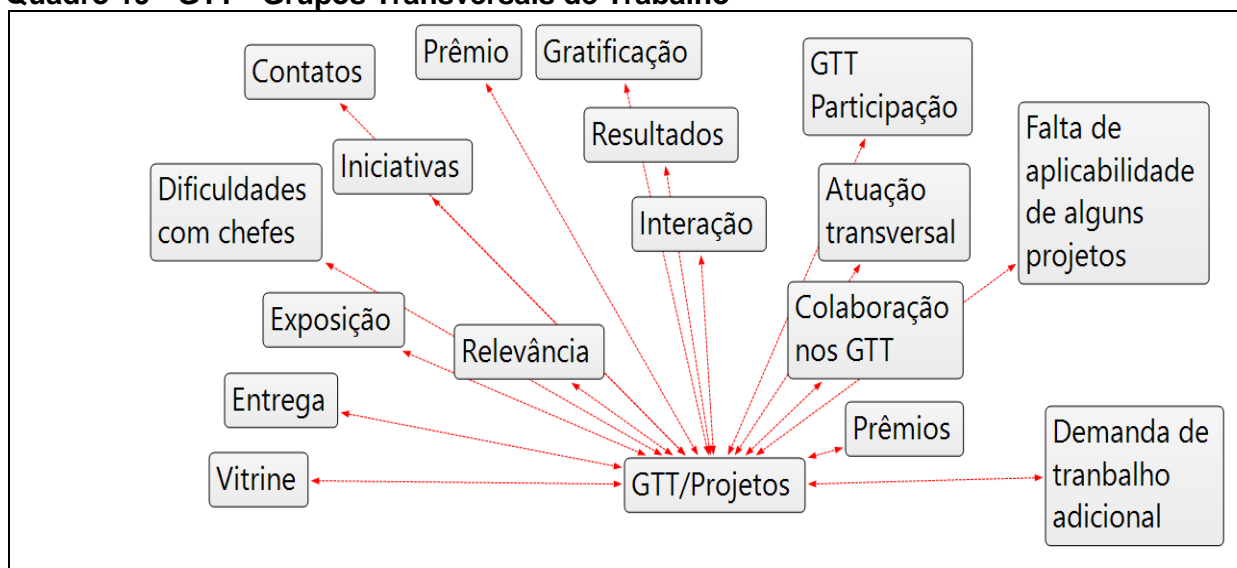 Quadro - GTT - Grupos Transversais de Trabalho
Prêmio
Gratificação
Contatos
GTT
Participação
Resultados
Falta de
aplicabilidade
de alguns
projetos
Iniciativas
Dificuldades
com chefes
Atuação
transversal
Interação
Exposição
Relevância
Colaboração
nos GTT
Entrega
Prêmios
Demanda de
tranbalho
adicional
Vitrine
GTT/Projetos